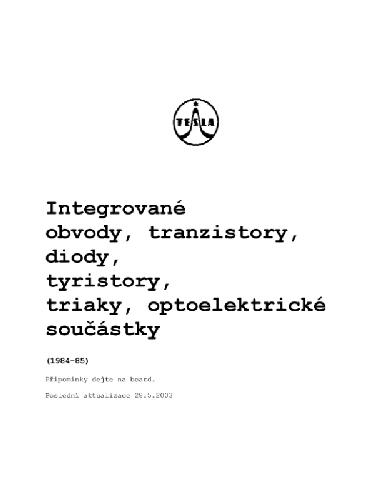 TESLA
Integrované
obvody, tranzistory,
diody,
tyristory,
triaky, optoelektrické
součástky
(1984-85)
Připomínky dejte na board.
Poslední aktualizace 28.5.2003